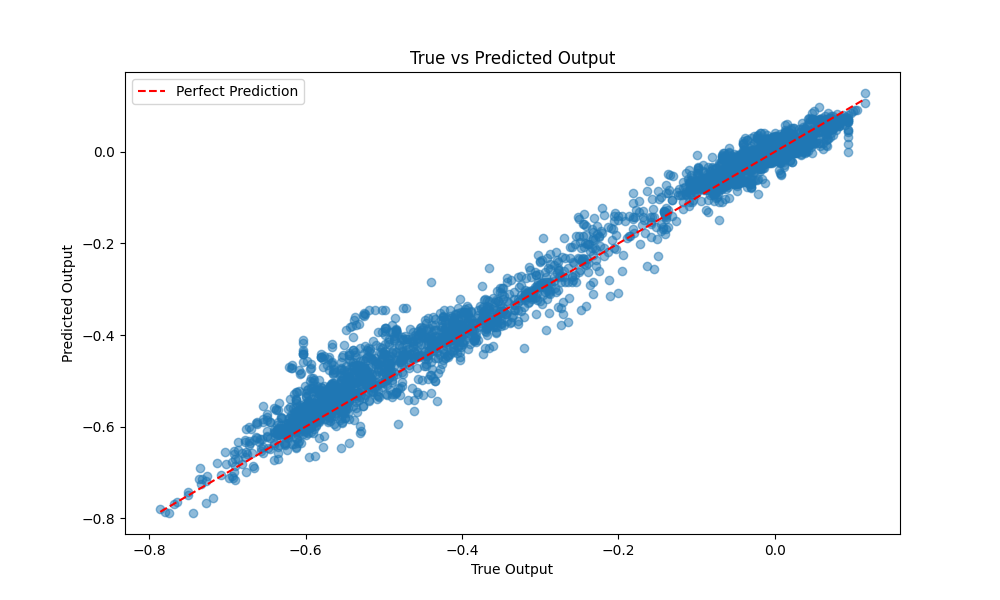 True vs Predicted Output
Perfect Prediction
Predicted Output
0.0
−0.2
−0.4
−0.6
−0.8
−0.8
−0.6
−0.4
−0.2
0.0
True Output